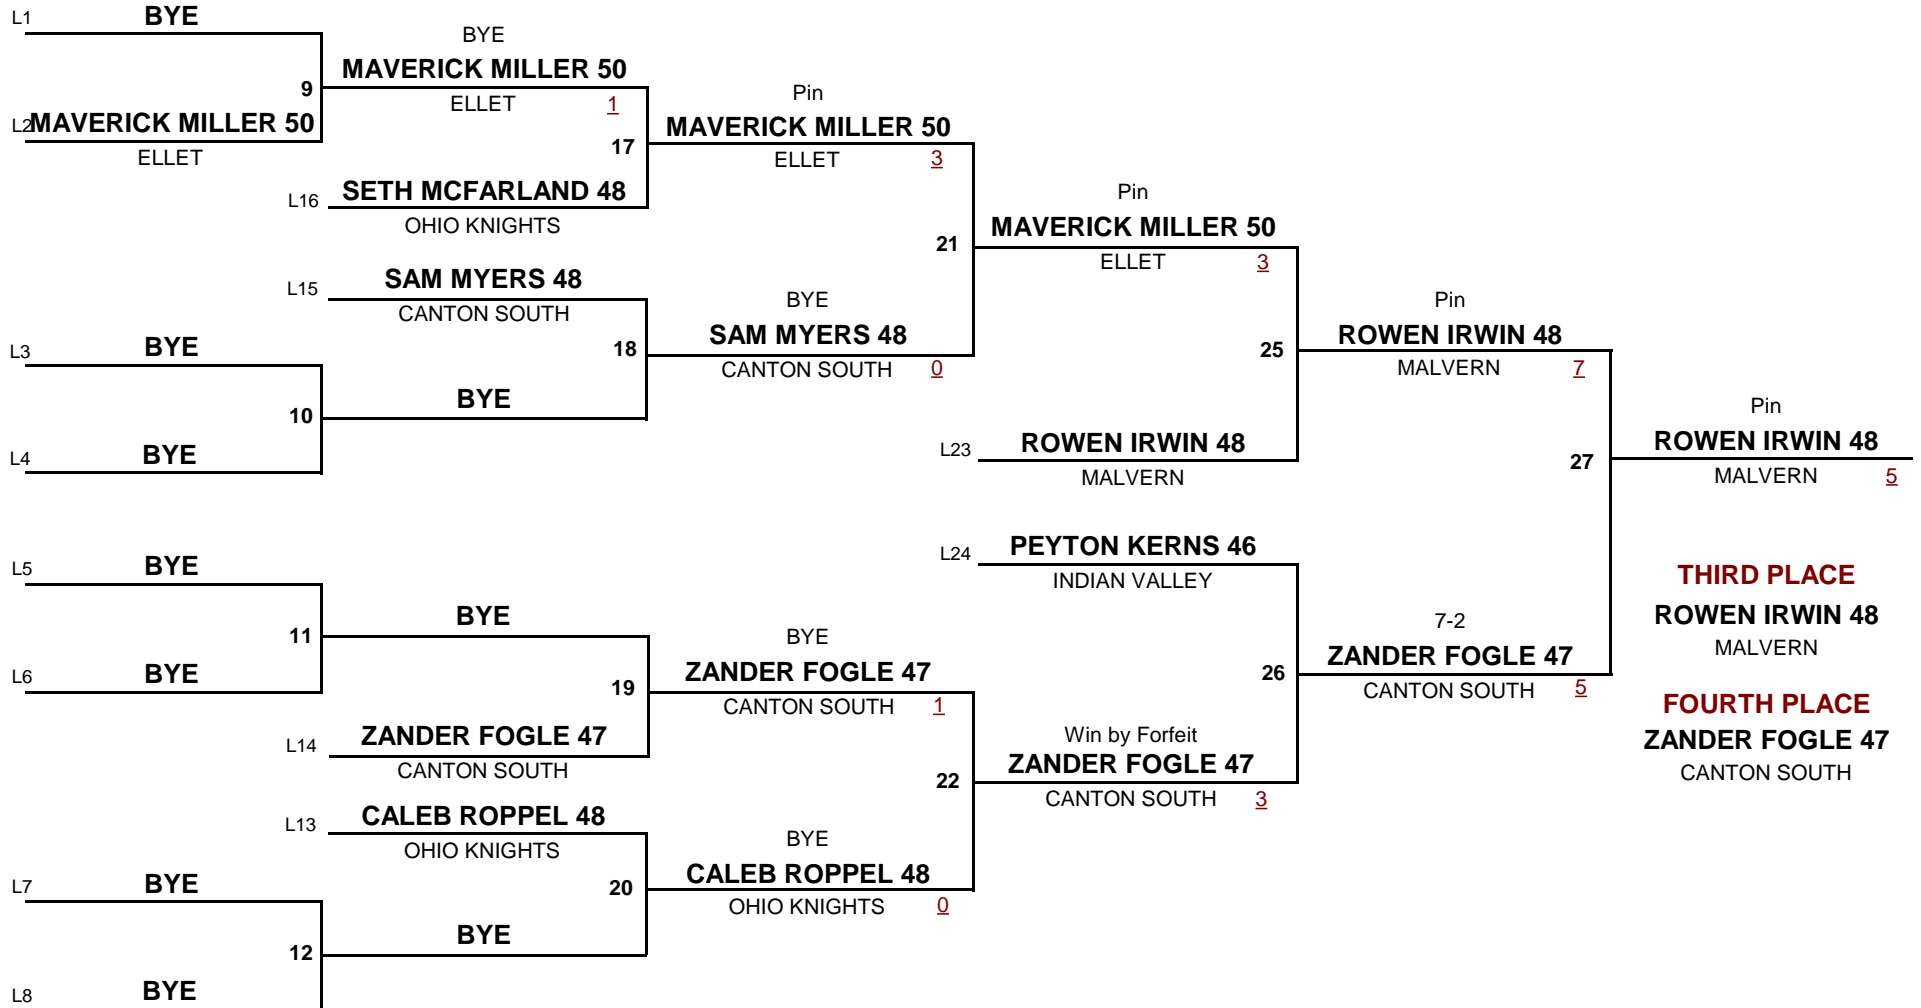 L1 BYE
BYE
MAVERICK MILLER 50
9
ELLET 1
L2 MAVERICK MILLER 50
ELLET
Pin
MAVERICK MILLER 50
17
ELLET 3
L16 SETH MCFARLAND 48
OHIO KNIGHTS
Pin
MAVERICK MILLER 50
21
ELLET 3
L15 SAM MYERS 48
CANTON SOUTH
BYE
SAM MYERS 48
18
CANTON SOUTH 0
L3 BYE
10
BYE
L4 BYE
Pin
ROWEN IRWIN 48
25
MALVERN 7
L23 ROWEN IRWIN 48
MALVERN
Pin
ROWEN IRWIN 48
27
MALVERN 5
L24 PEYTON KERNS 46
INDIAN VALLEY
L5 BYE
11
BYE
L6 BYE
BYE
ZANDER FOGLE 47
19
CANTON SOUTH 1
L14 ZANDER FOGLE 47
CANTON SOUTH
7-2
ZANDER FOGLE 47
26
CANTON SOUTH 5
Win by Forfeit
ZANDER FOGLE 47
22
CANTON SOUTH 3
L13 CALEB ROPPEL 48
OHIO KNIGHTS
BYE
CALEB ROPPEL 48
20
OHIO KNIGHTS 0
L7 BYE
12
BYE
L8 BYE
THIRD PLACE
ROWEN IRWIN 48
MALVERN
FOURTH PLACE
ZANDER FOGLE 47
CANTON SOUTH